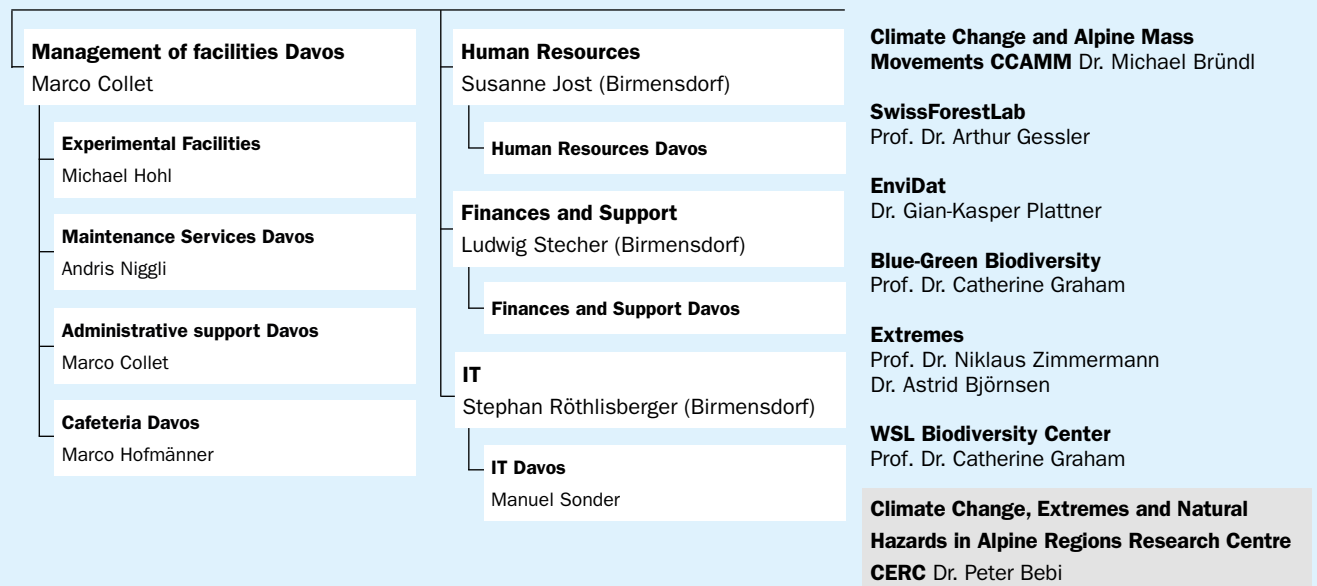 Management of facilities Davos
Marco Collet
Experimental Facilities
Michael Hohl
Maintenance Services Davos
Andris Niggli
Administrative support Davos
Marco Collet
Cafeteria Davos
Marco Hofmänner
Human Resources
Susanne Jost (Birmensdorf)
Human Resources Davos
Finances and Support
Ludwig Stecher (Birmensdorf)
Finances and Support Davos
IT
Stephan Röthlisberger (Birmensdorf)
IT Davos
Manuel Sonder
Climate Change and Alpine Mass
Movements CCAMM Dr. Michael Bründl
SwissForestLab
Prof. Dr. Arthur Gessler
EnviDat
Dr. Gian-Kasper Plattner
Blue-Green Biodiversity
Prof. Dr. Catherine Graham
Extremes
Prof. Dr. Niklaus Zimmermann
Dr. Astrid Björnsen
WSL Biodiversity Center
Prof. Dr. Catherine Graham
Climate Change, Extremes and Natural
Hazards in Alpine Regions Research Centre
CERC Dr. Peter Bebi